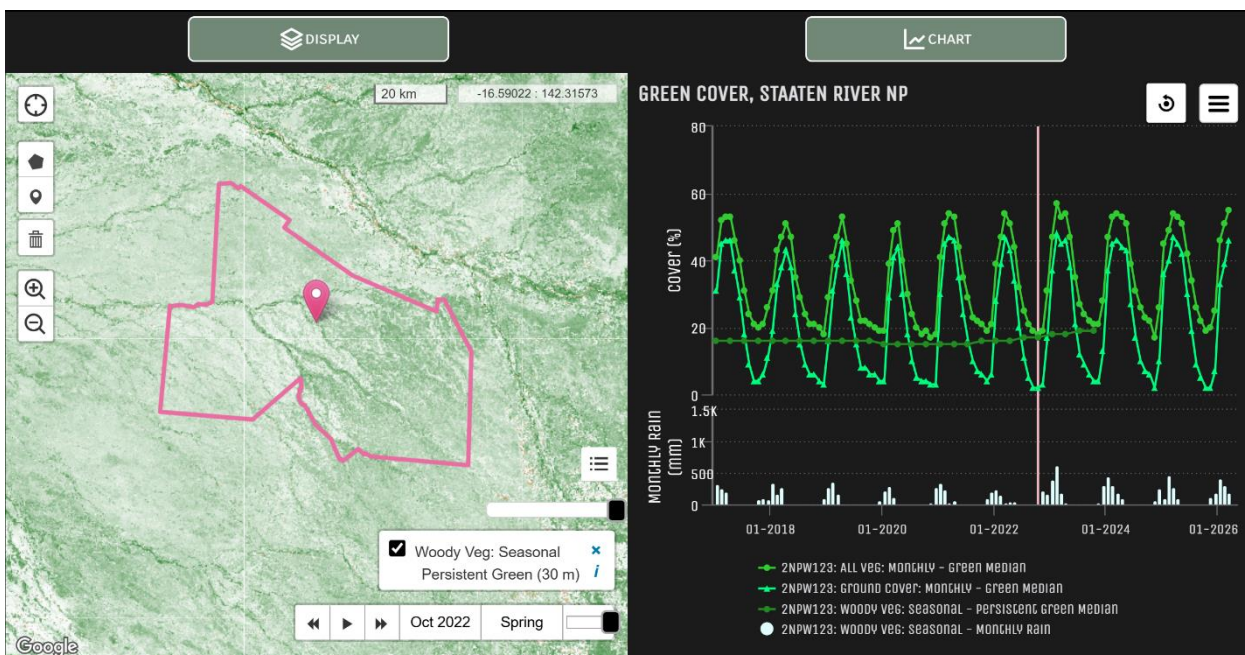 DISPLAY
CHART
20 km
-16.59022 : 142.31573
GREEN COVER, STAATEN RIVER NP
80
60
40
20
0
Cover (%)
1.5K
1K
500
0
Monthly Rain
(mm)
01-2018
01-2020
01-2022
01-2024
01-2026
Woody Veg: Seasonal
Persistent Green (30 m)
i
Oct 2022
Spring
Google
2NPW123: All Veg: Monthly - Green Median
2NPW123: Ground Cover: Monthly - Green Median
2NPW123: Woody Veg: Seasonal - Persistent Green Median
2NPW123: Woody Veg: Seasonal - Monthly Rain